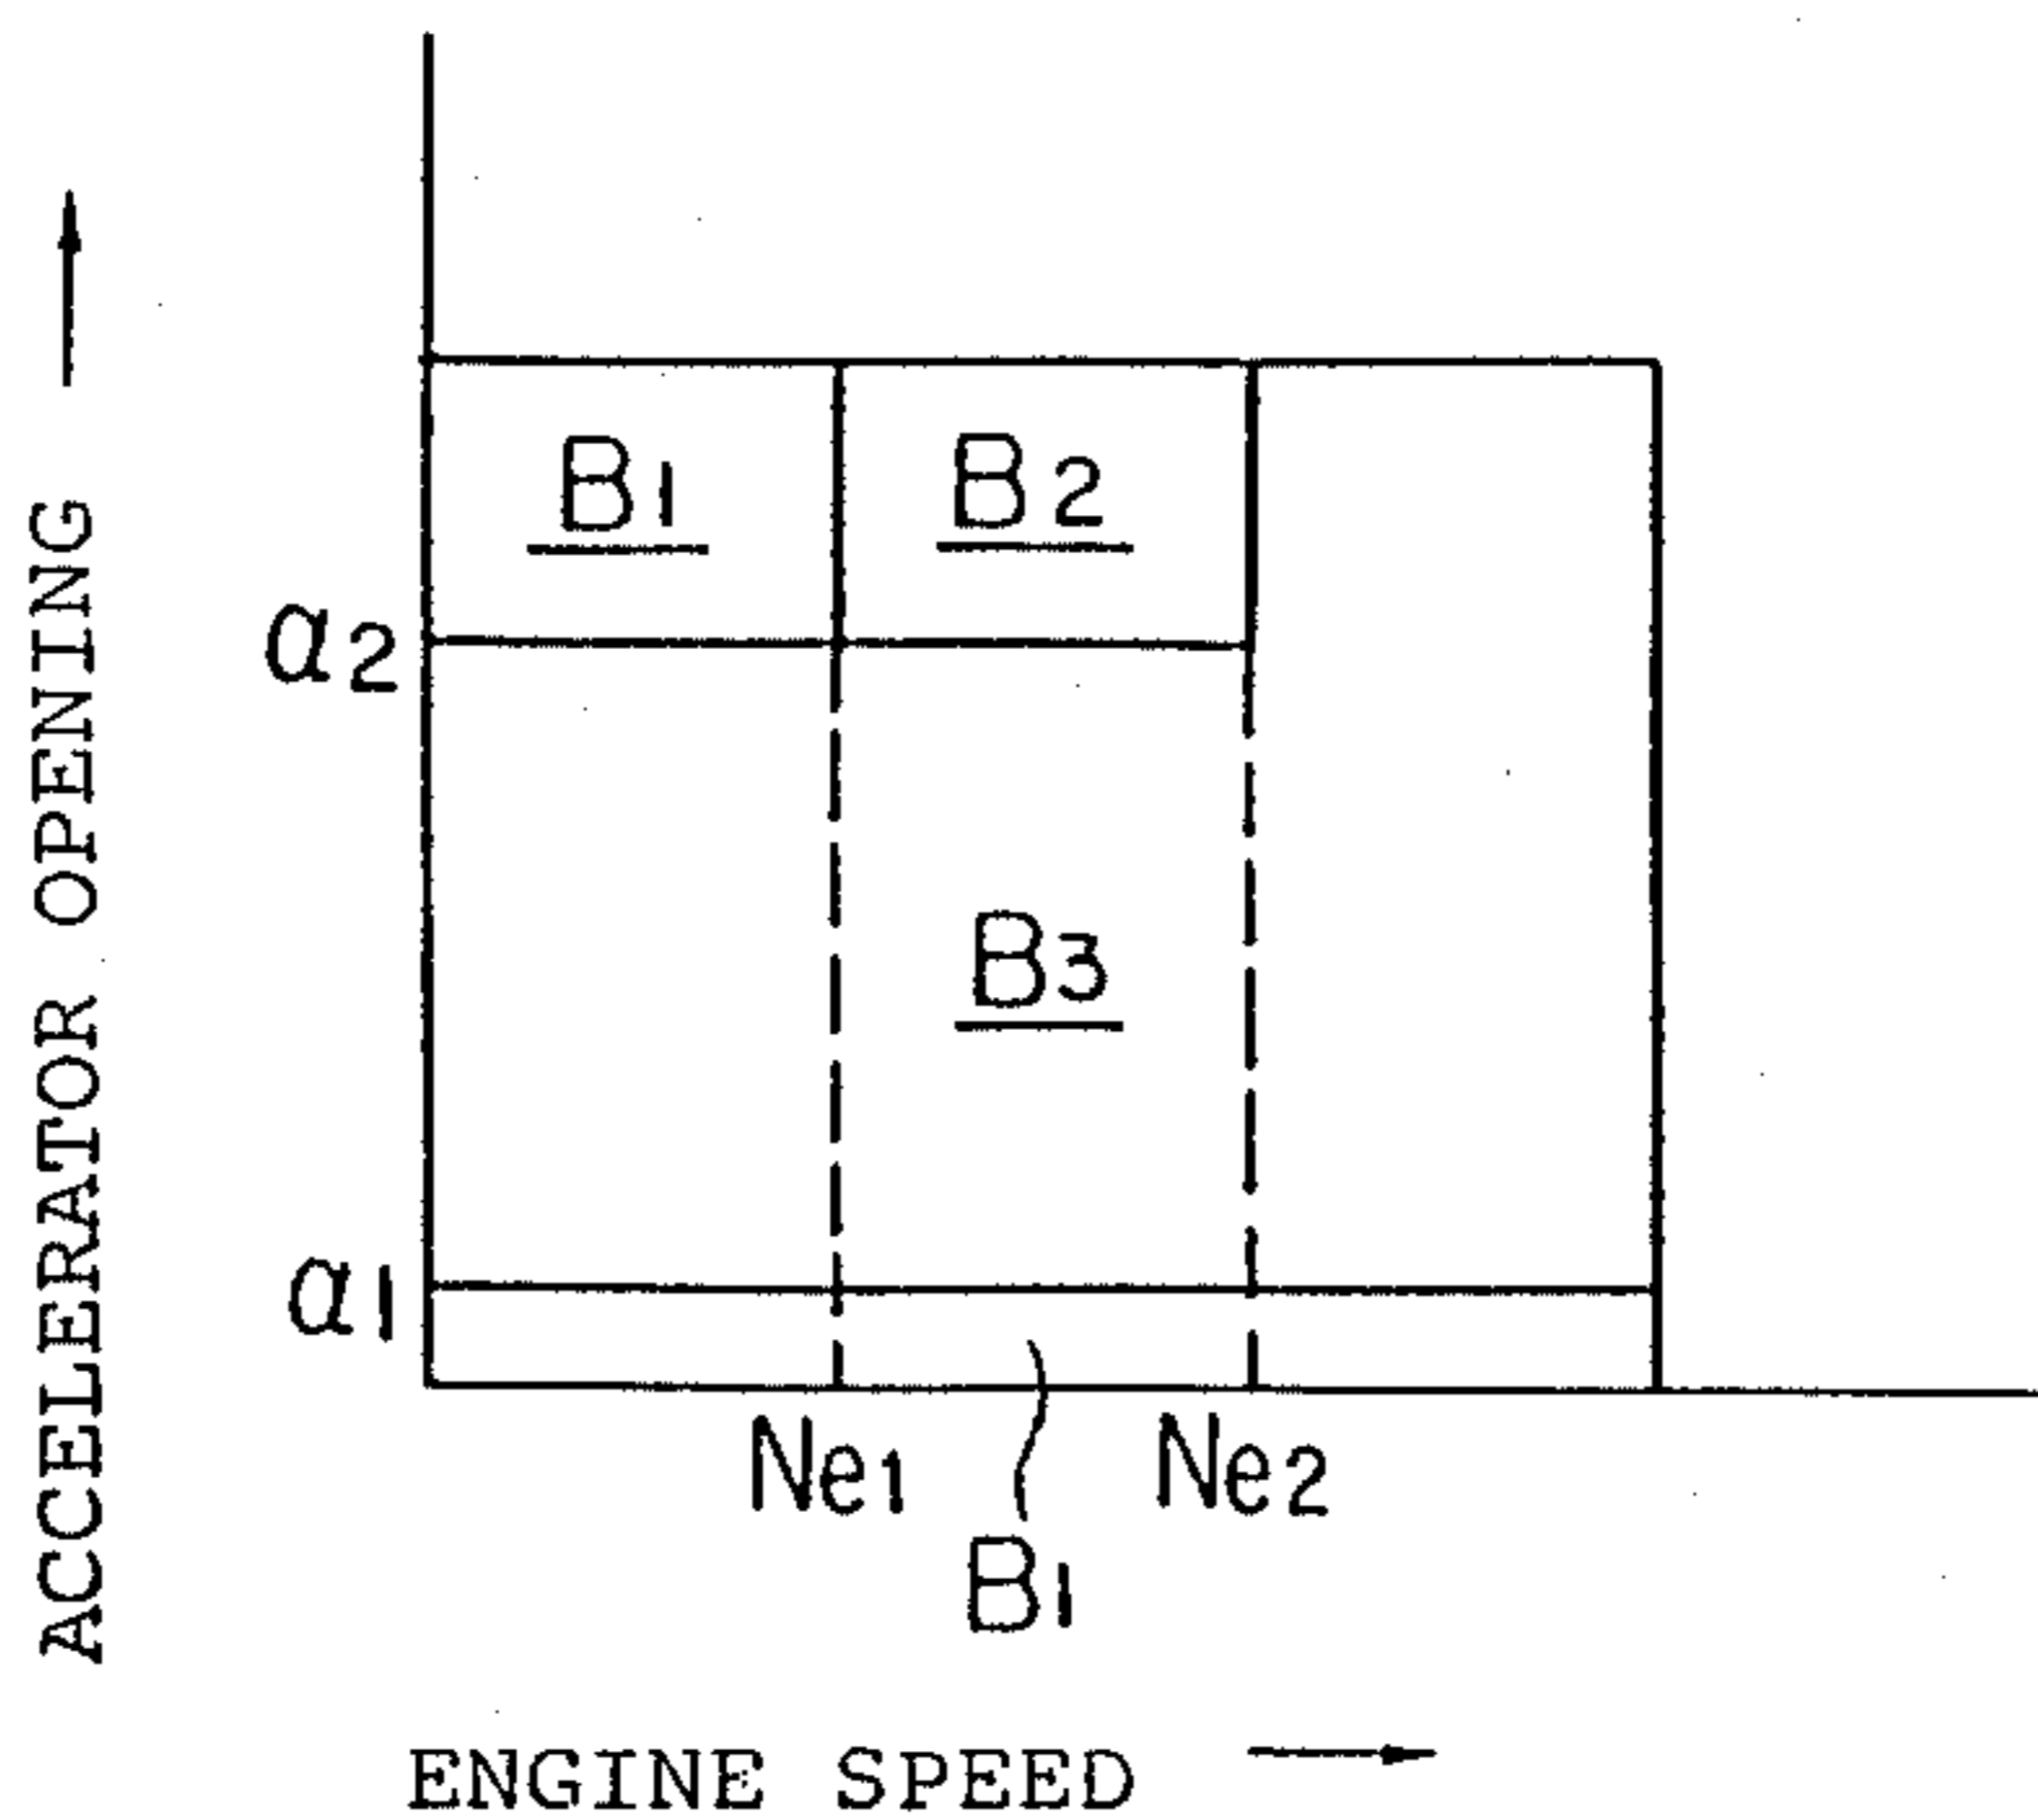 ACCELERATOR OPENING
B1
B2
α2
B3
α1
Ne1
Ne2
B1
ENGINE SPEED